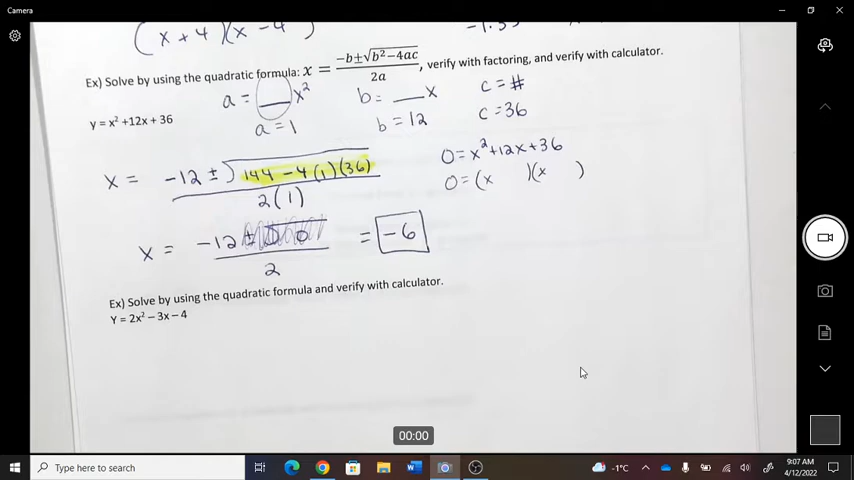 Camera
(x+4)(x-4)
-1.33
Ex) Solve by using the quadratic formula: x = (-b±√(b²-4ac))/(2a), verify with factoring, and verify with calculator.
a = ___x² b = ___x c = #
y = x² +12x + 36
a = 1 b = 12 c = 36
0 = x²+12x+36
x = (-12 ± √(144-4(1)(36)))/(2(1))
0 = (x )(x )
x = (-12 )/2 = -6
Ex) Solve by using the quadratic formula and verify with calculator.
Y = 2x² – 3x – 4
00:00
Type here to search
-1°C
9:07 AM
4/12/2022